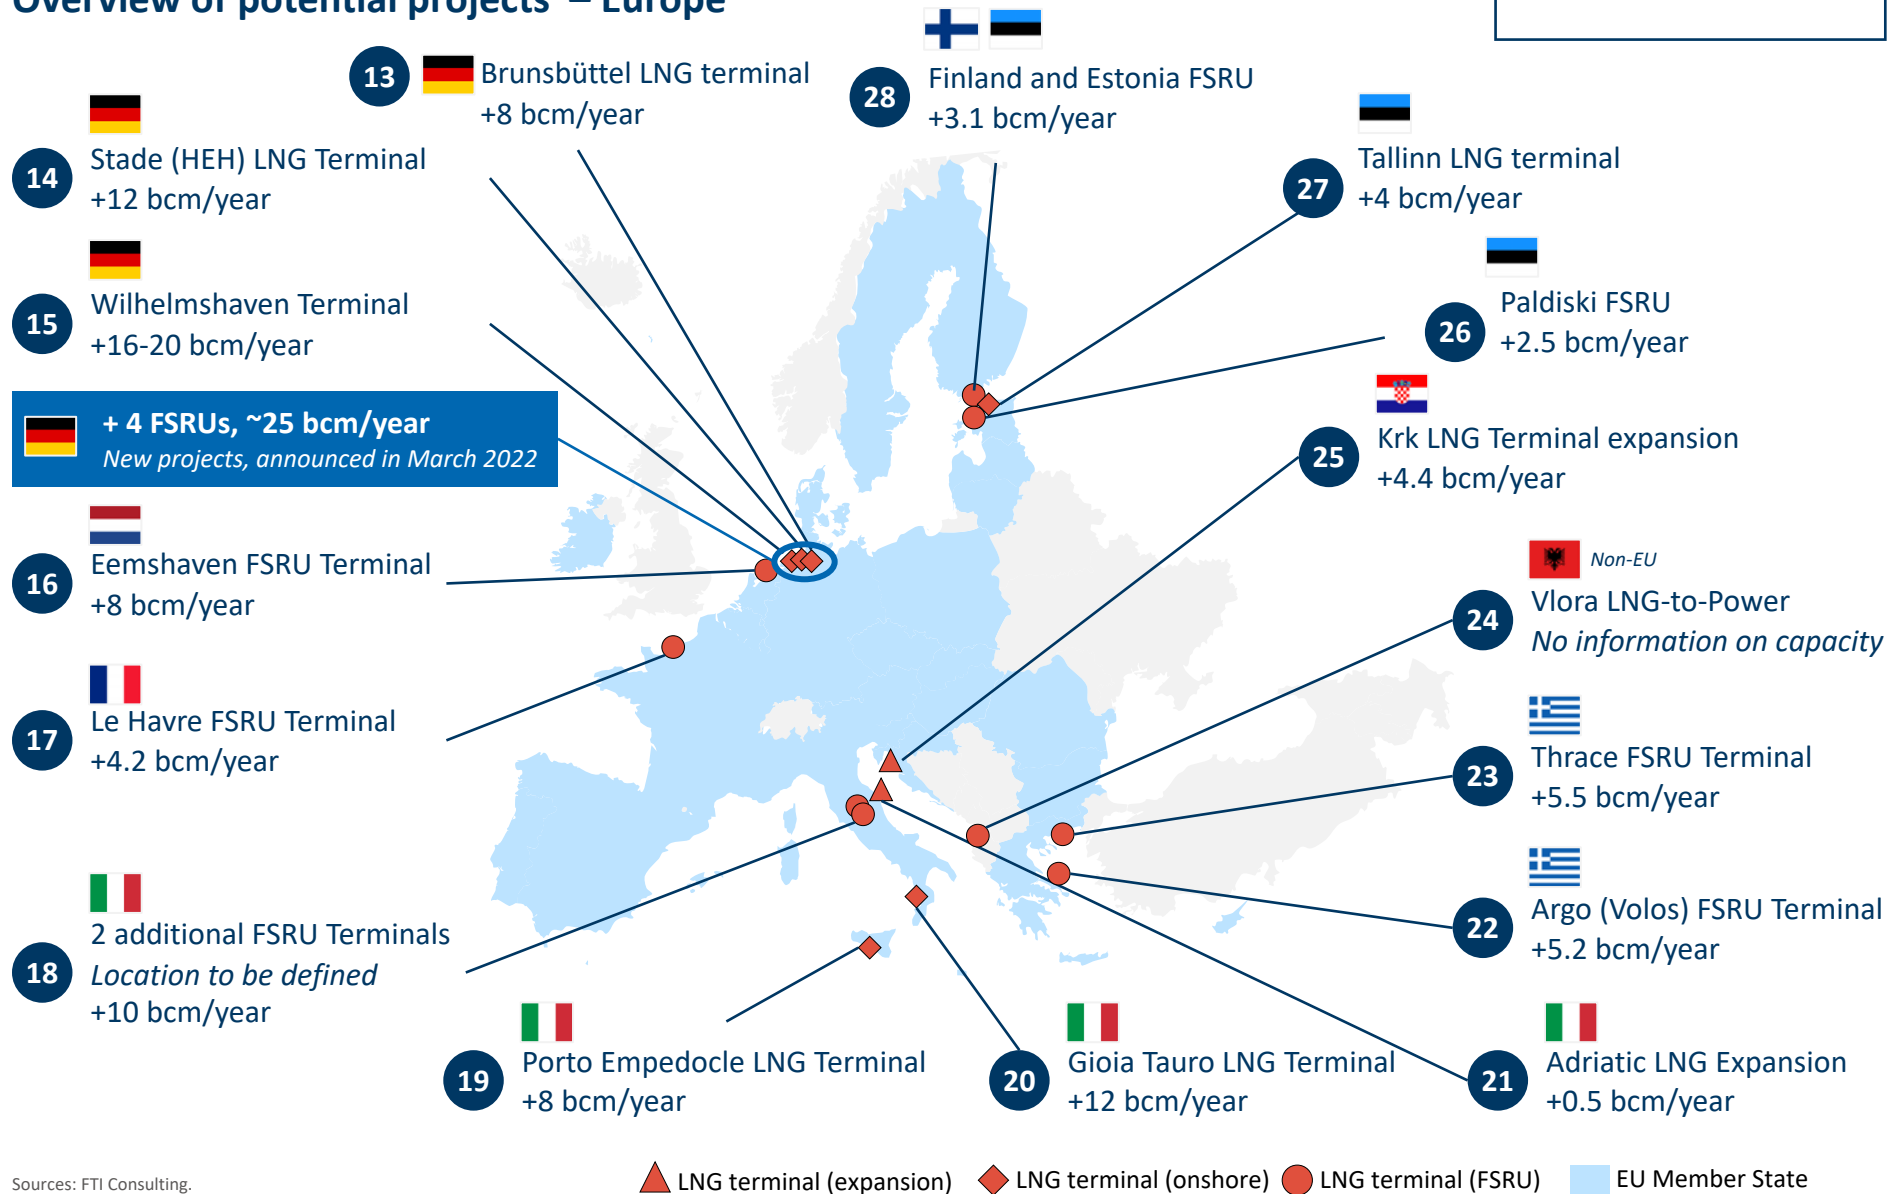 Overview of potential projects – Europe
13
Brunsbüttel LNG terminal
+8 bcm/year
28
Finland and Estonia FSRU
+3.1 bcm/year
14
Stade (HEH) LNG Terminal
+12 bcm/year
27
Tallinn LNG terminal
+4 bcm/year
15
Wilhelmshaven Terminal
+16-20 bcm/year
26
Paldiski FSRU
+2.5 bcm/year
+ 4 FSRUs, ~25 bcm/year
New projects, announced in March 2022
25
Krk LNG Terminal expansion
+4.4 bcm/year
16
Eemshaven FSRU Terminal
+8 bcm/year
Non-EU
24
Vlora LNG-to-Power
No information on capacity
17
Le Havre FSRU Terminal
+4.2 bcm/year
23
Thrace FSRU Terminal
+5.5 bcm/year
18
2 additional FSRU Terminals
Location to be defined
+10 bcm/year
22
Argo (Volos) FSRU Terminal
+5.2 bcm/year
19
Porto Empedocle LNG Terminal
+8 bcm/year
20
Gioia Tauro LNG Terminal
+12 bcm/year
21
Adriatic LNG Expansion
+0.5 bcm/year
Sources: FTI Consulting.
LNG terminal (expansion)
LNG terminal (onshore)
LNG terminal (FSRU)
EU Member State